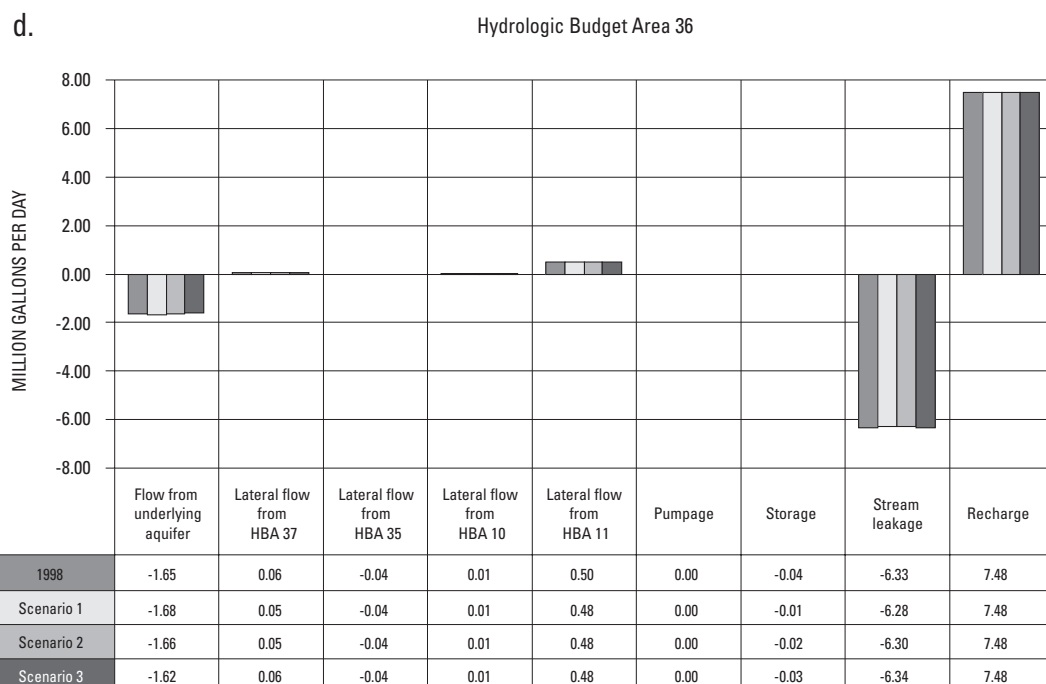 d.
Hydrologic Budget Area 36
MILLION GALLONS PER DAY
8.00
6.00
4.00
2.00
0.00
-2.00
-4.00
-6.00
-8.00
Flow from
underlying
aquifer
Lateral flow
from
HBA 37
Lateral flow
from
HBA 35
Lateral flow
from
HBA 10
Lateral flow
from
HBA 11
Pumpage
Storage
Stream
leakage
Recharge
1998 -1.65 0.06 -0.04 0.01 0.50 0.00 -0.04 -6.33 7.48
Scenario 1 -1.68 0.05 -0.04 0.01 0.48 0.00 -0.01 -6.28 7.48
Scenario 2 -1.66 0.05 -0.04 0.01 0.48 0.00 -0.02 -6.30 7.48
Scenario 3 -1.62 0.06 -0.04 0.01 0.48 0.00 -0.03 -6.34 7.48